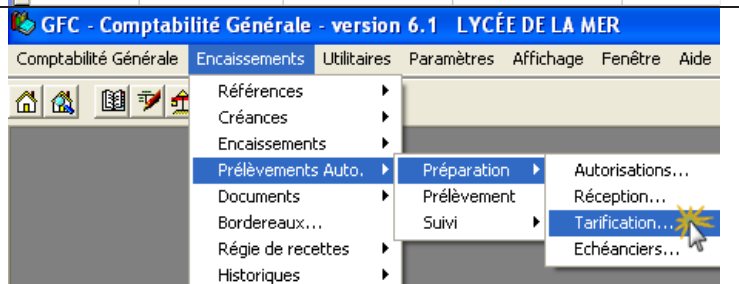 GFC - Comptabilité Générale - version 6.1 LYCÉE DE LA MER
Comptabilité Générale Encaissements Utilitaires Paramètres Affichage Fenêtre Aide
Références
Créances
Encaissements
Prélèvements Auto. Préparation Autorisations...
Documents Prélèvement Réception...
Bordereaux... Suivi Tarification...
Régie de recettes Echéanciers...
Historiques